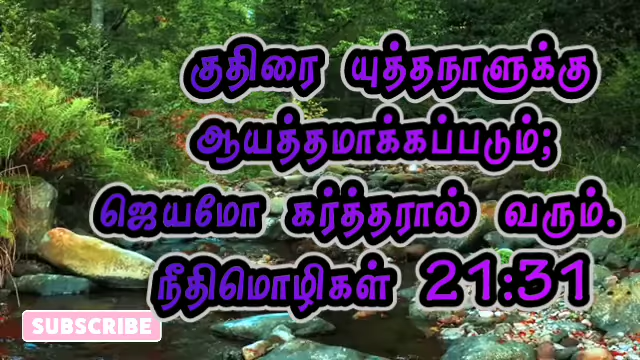 குதிரை யுத்தநாளுக்கு
ஆயத்தமாக்கப்படும்;
ஜெயமோ கர்த்தரால் வரும்.
நீதிமொழிகள் 21:31
SUBSCRIBE